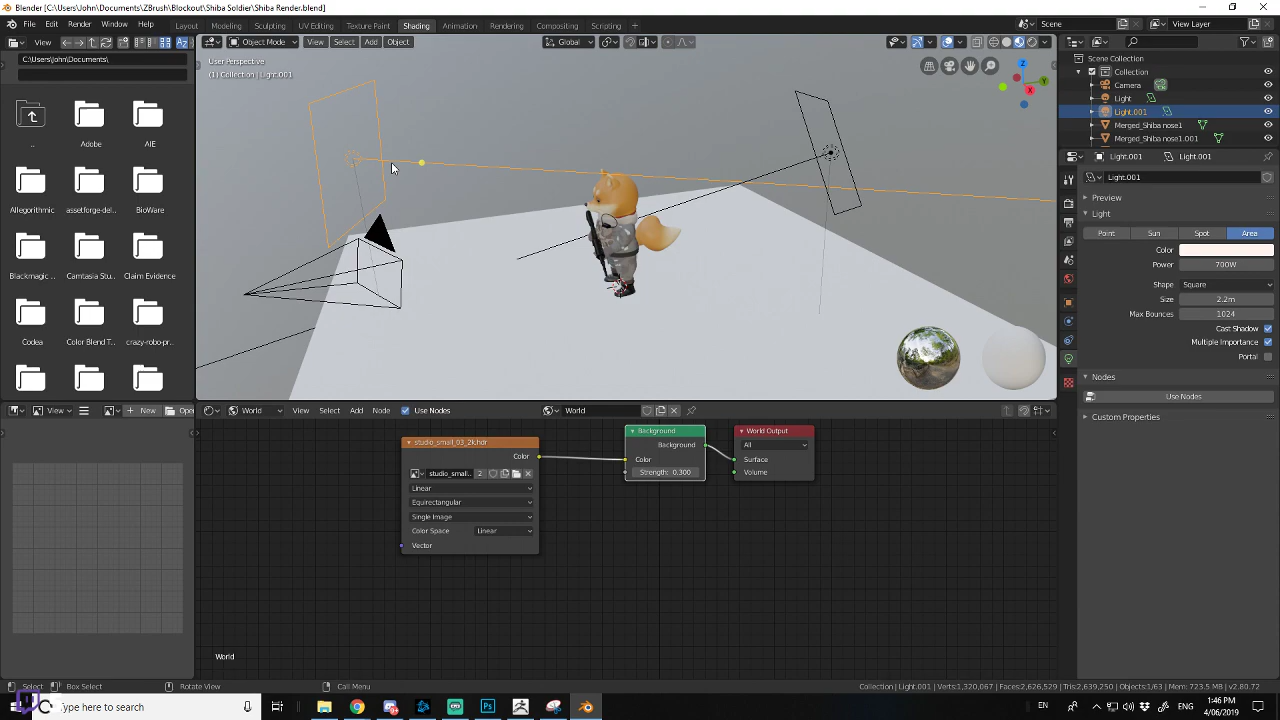 Blender [C:\Users\John\Documents\ZBrush\Blockout\Shiba Soldier\Shiba Render.blend]
File Edit Render Window Help Layout Modeling Sculpting UV Editing Texture Paint Shading Animation Rendering Compositing Scripting + Scene View Layer
View Object Mode View Select Add Object Global
C:\Users\John\Documents\
User Perspective
(1) Collection | Light.001
Scene Collection
Collection
Camera
Light
Light.001
Merged_Shiba nose1
Merged_Shiba nose1.001
.. Adobe AIE
Allegorithmic assetforge-del... BioWare
Blackmagic ... Camtasia Stu... Claim Evidence
Codea Color Blend T... crazy-robo-pr...
Z
Y
X
Light.001 Light.001
Light.001
Preview
Light
Point Sun Spot Area
Color
Power 700W
Shape Square
Size 2.2m
Max Bounces 1024
Cast Shadow
Multiple Importance
Portal
Nodes
Use Nodes
Custom Properties
View New Open
World View Select Add Node Use Nodes World
studio_small_03_2k.hdr
Color
studio_small... 2
Linear
Equirectangular
Single Image
Color Space Linear
Vector
Background
Background
Color
Strength: 0.300
World Output
All
Surface
Volume
World
Select Box Select Rotate View Call Menu Collection | Light.001 | Verts:1,320,067 | Faces:2,626,529 | Tris:2,639,250 | Objects:1/63 | Mem: 723.5 MB | v2.80.72
Type here to search
EN
1:46 PM
4/06/2019